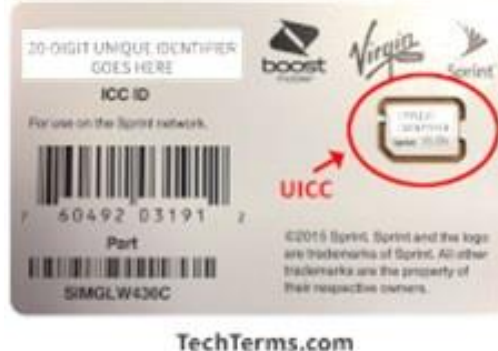 20-DIGIT UNIQUE IDENTIFIER
GOES HERE
ICC ID
For use on the Sprint network.
7 60492 03191 2
Part
SIMGLW436C
boost
mobile
Virgin
Sprint
UICC
©2015 Sprint. Sprint and the logo
are trademarks of Sprint. All other
trademarks are the property of
their respective owners.
TechTerms.com